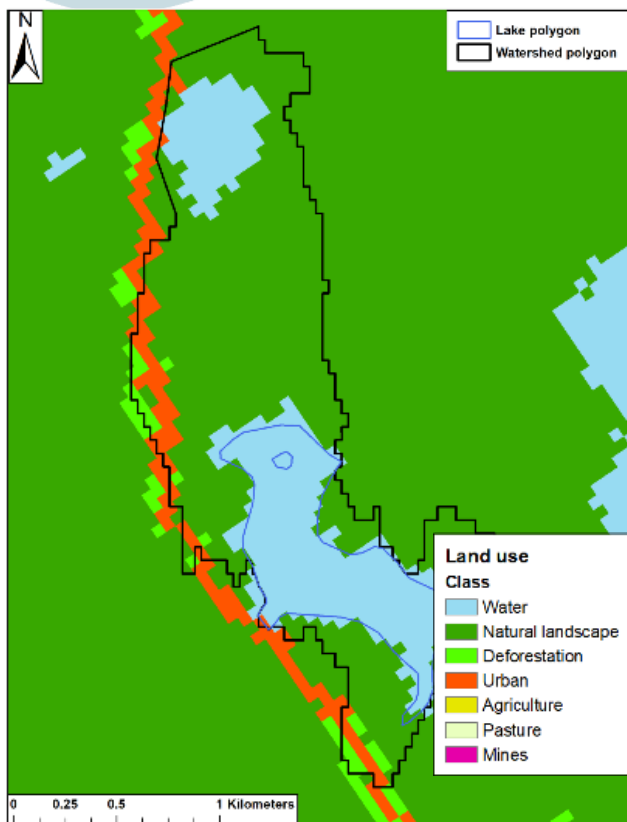 N
Lake polygon
Watershed polygon
Land use
Class
Water
Natural landscape
Deforestation
Urban
Agriculture
Pasture
Mines
0 0.25 0.5 1 Kilometers